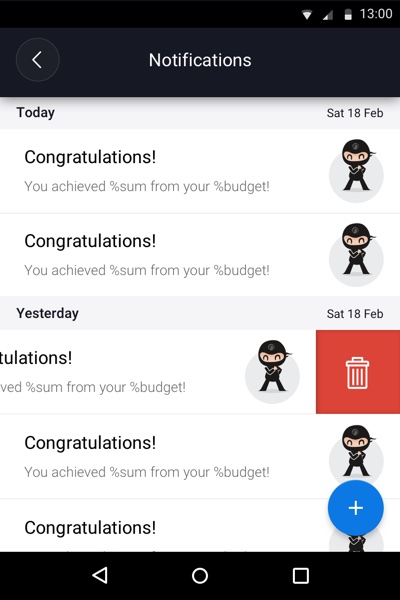 13:00
Notifications
Today Sat 18 Feb
Congratulations!
You achieved %sum from your %budget!
Congratulations!
You achieved %sum from your %budget!
Yesterday Sat 18 Feb
tulations!
ved %sum from your %budget!
Congratulations!
You achieved %sum from your %budget!
Congratulations!